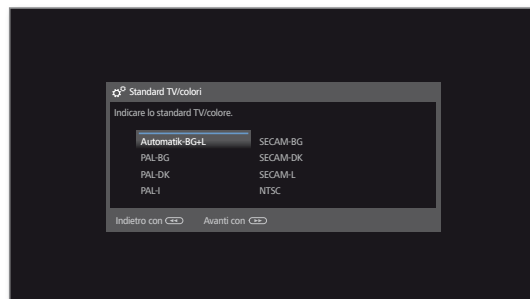 Standard TV/colori
Indicare lo standard TV/colore.
Automatik-BG+L SECAM-BG
PAL-BG SECAM-DK
PAL-DK SECAM-L
PAL-I NTSC
Indietro con Avanti con